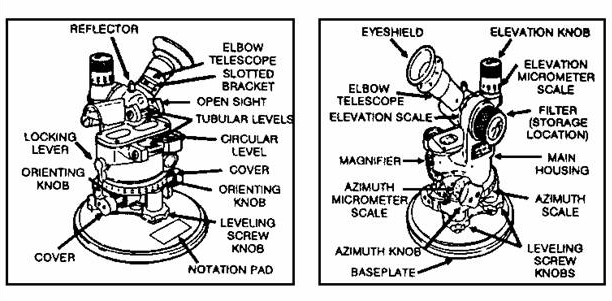 REFLECTOR
ELBOW
TELESCOPE
SLOTTED
BRACKET
OPEN SIGHT
TUBULAR LEVELS
CIRCULAR
LEVEL
COVER
ORIENTING
KNOB
LEVELING
SCREW
KNOB
NOTATION PAD
LOCKING
LEVER
ORIENTING
KNOB
COVER
EYESHIELD
ELEVATION KNOB
ELEVATION
MICROMETER
SCALE
ELBOW
TELESCOPE
ELEVATION SCALE
FILTER
(STORAGE
LOCATION)
MAGNIFIER
MAIN
HOUSING
AZIMUTH
MICROMETER
SCALE
AZIMUTH
SCALE
AZIMUTH KNOB
BASEPLATE
LEVELING
SCREW
KNOBS